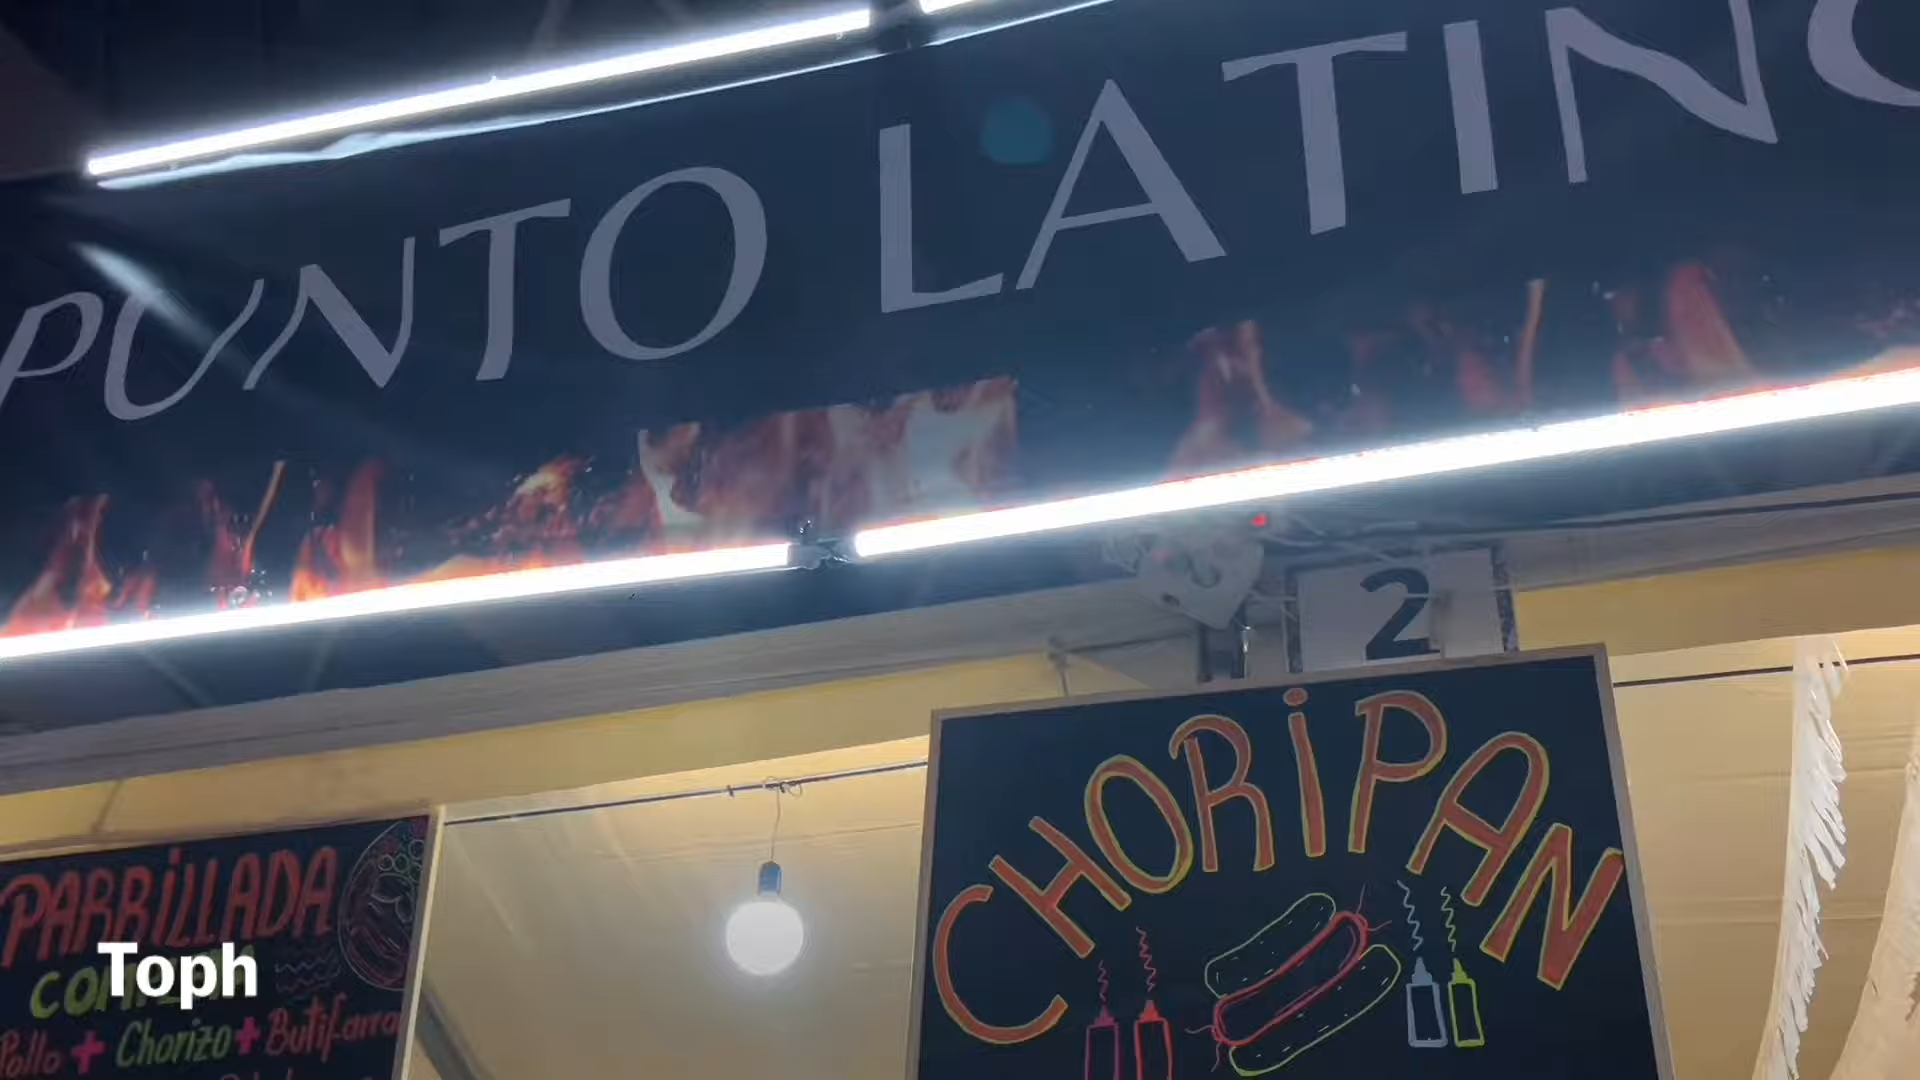 PUNTO LATINO
2
CHORiPAN
PARRiLLADA
Pollo + Chorizo + Butifarra
Toph